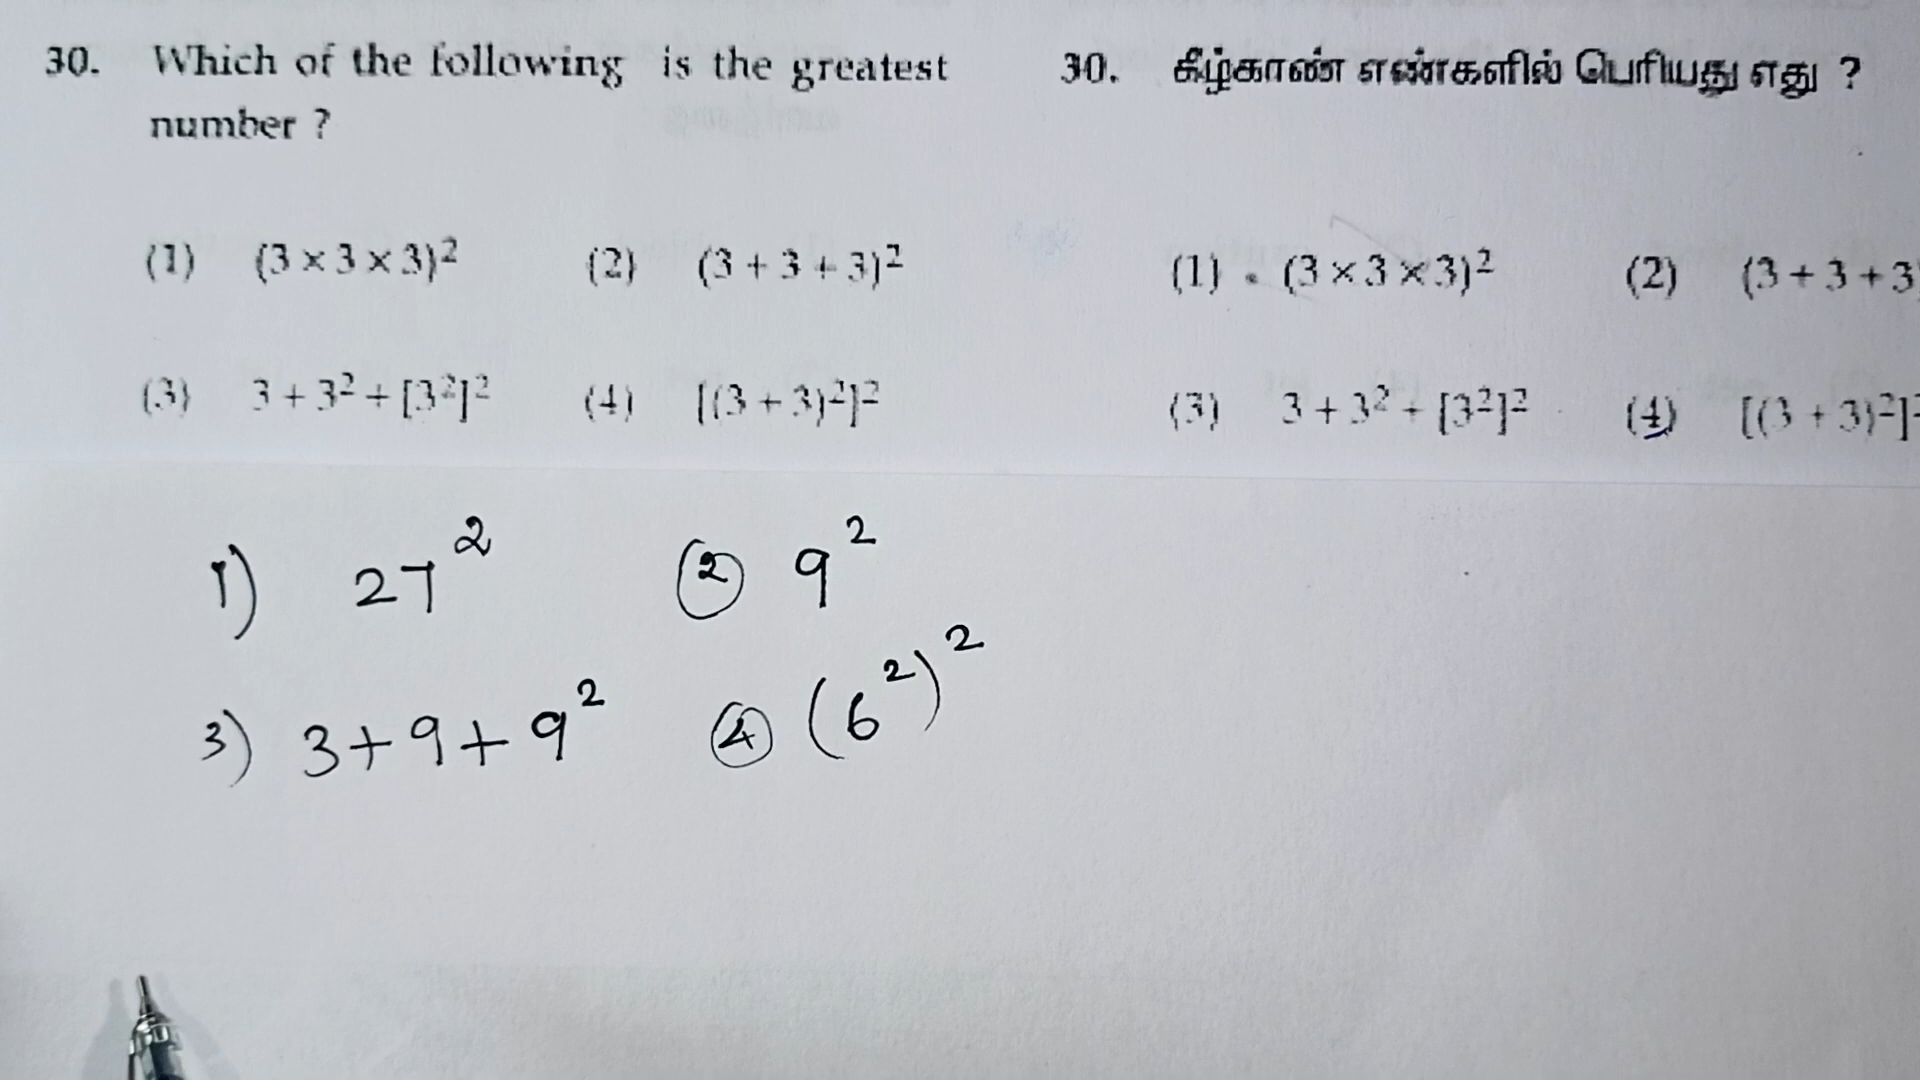 30. Which of the following is the greatest
number ?
(1) (3 × 3 × 3)²
(2) (3 + 3 + 3)²
(3) 3 + 3² + [3²]²
(4) [(3 + 3)²]²
30. கீழ்காண் எண்களில் பெரியது எது ?
(1) (3 × 3 × 3)²
(2) (3 + 3 + 3
(3) 3 + 3² + [3²]²
(4) [(3 + 3)²]²
1) 27²
② 9²
3) 3+9+9²
④ (6²)²